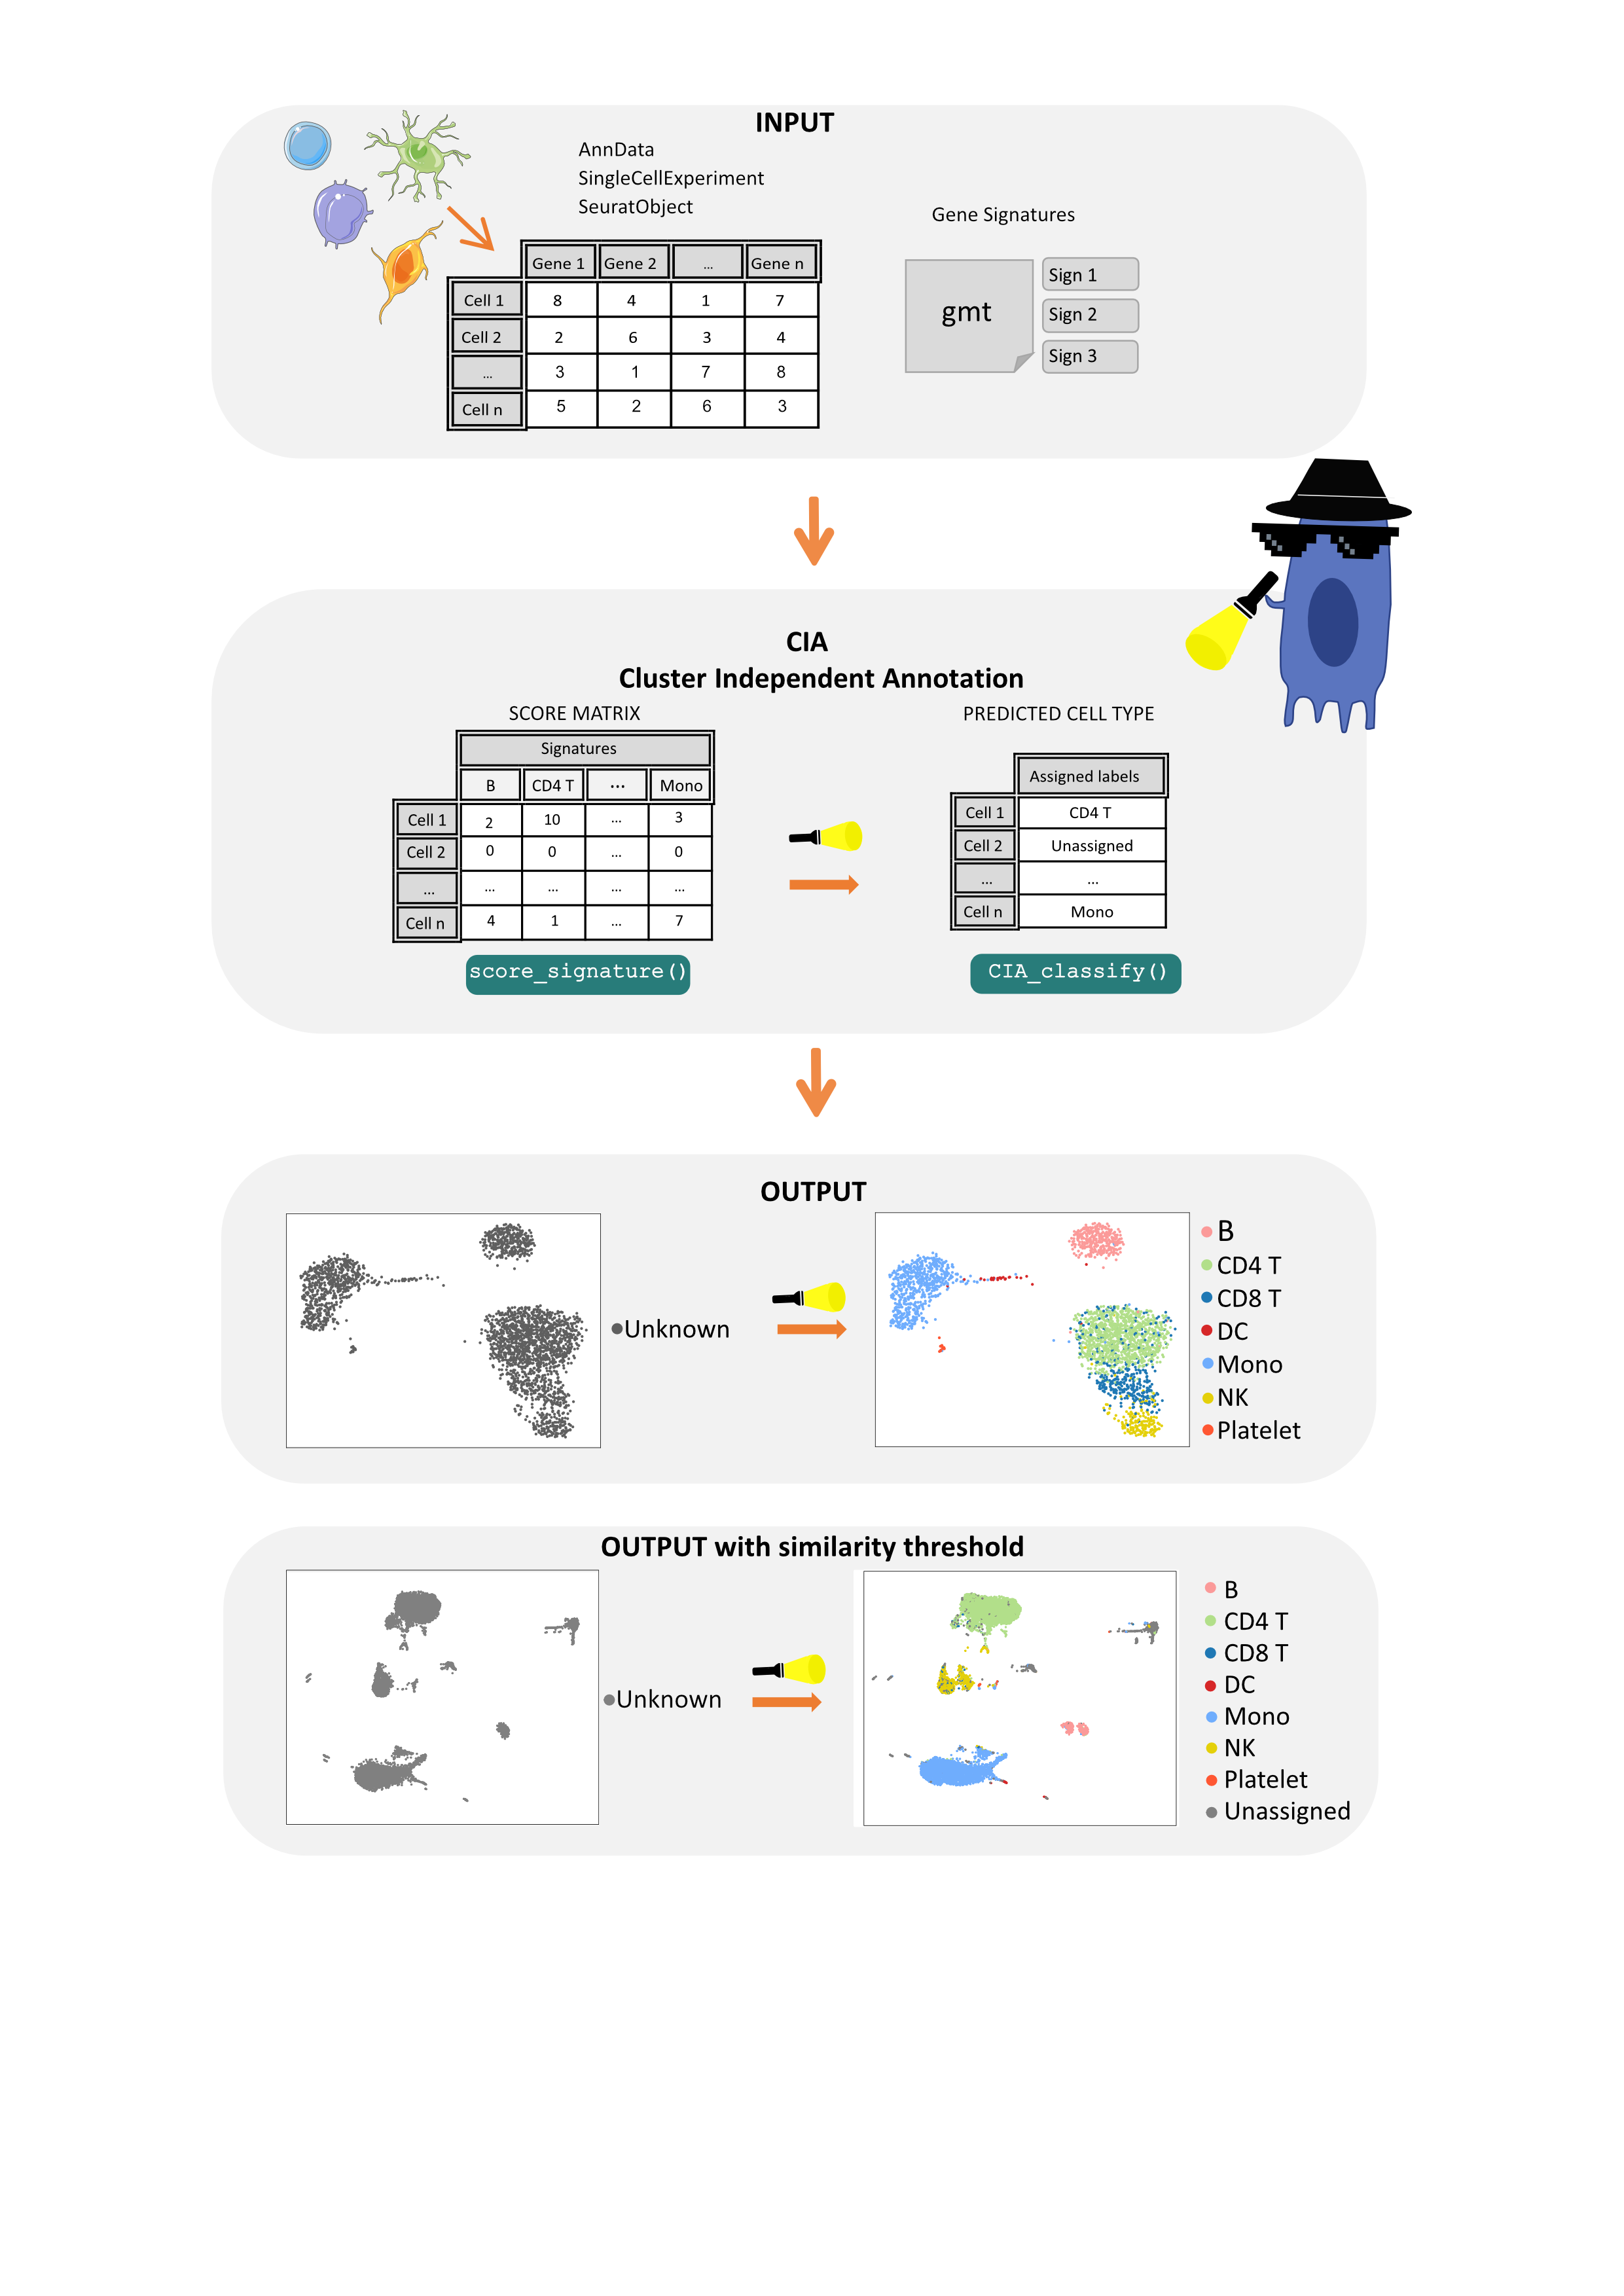 INPUT
AnnData
SingleCellExperiment
SeuratObject
Gene 1 Gene 2 ... Gene n
Cell 1 8 4 1 7
Cell 2 2 6 3 4
... 3 1 7 8
Cell n 5 2 6 3
Gene Signatures
gmt
Sign 1
Sign 2
Sign 3
CIA
Cluster Independent Annotation
SCORE MATRIX
Signatures
B CD4 T ... Mono
Cell 1 2 10 ... 3
Cell 2 0 0 ... 0
... ... ... ... ...
Cell n 4 1 ... 7
score_signature()
PREDICTED CELL TYPE
Assigned labels
Cell 1 CD4 T
Cell 2 Unassigned
... ...
Cell n Mono
CIA_classify()
OUTPUT
Unknown
B
CD4 T
CD8 T
DC
Mono
NK
Platelet
OUTPUT with similarity threshold
Unknown
B
CD4 T
CD8 T
DC
Mono
NK
Platelet
Unassigned